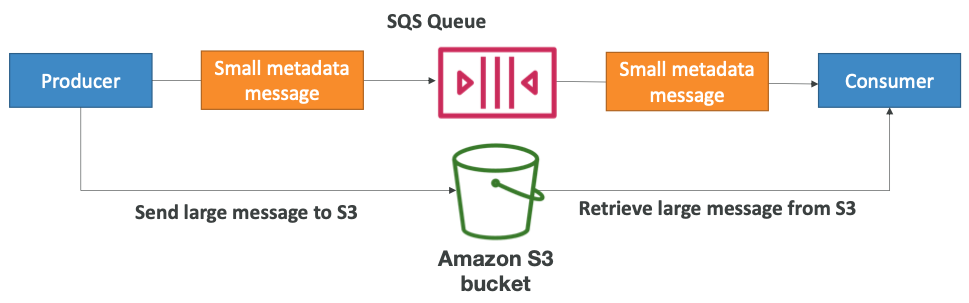 SQS Queue
Producer
Small metadata
message
Small metadata
message
Consumer
Send large message to S3
Retrieve large message from S3
Amazon S3
bucket